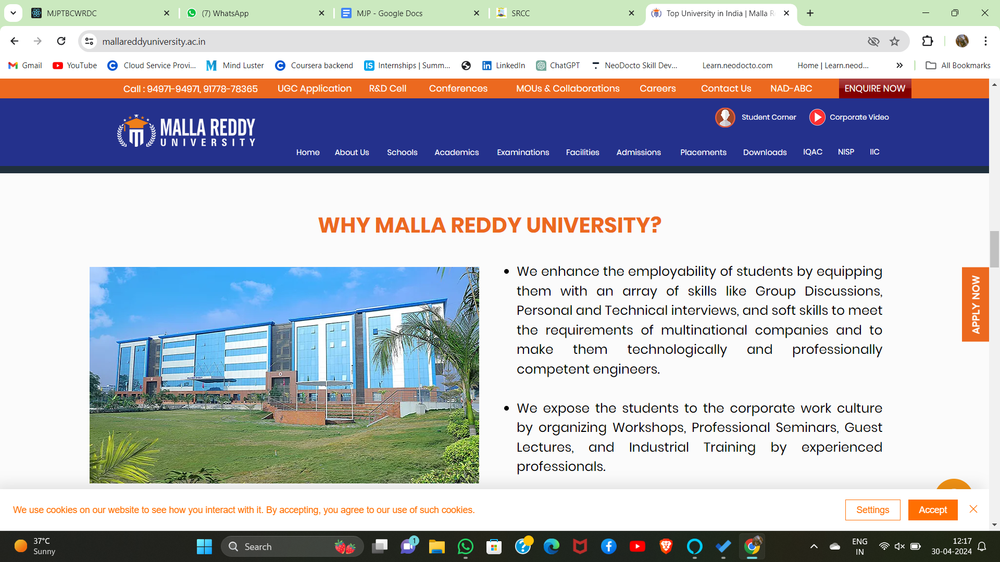 MJPTBCWRDC
(7) WhatsApp
MJP - Google Docs
SRCC
Top University in India | Malla R
mallareddyuniversity.ac.in
Gmail
YouTube
Cloud Service Provi...
Mind Luster
Coursera backend
Internships | Summ...
LinkedIn
ChatGPT
NeoDocto Skill Dev...
Learn.neodocto.com
Home | Learn.neod...
All Bookmarks
Call : 94971-94971, 91778-78365
UGC Application
R&D Cell
Conferences
MOUs & Collaborations
Careers
Contact Us
NAD-ABC
ENQUIRE NOW
MALLA REDDY
UNIVERSITY
Student Corner
Corporate Video
Home
About Us
Schools
Academics
Examinations
Facilities
Admissions
Placements
Downloads
IQAC
NISP
IIC
WHY MALLA REDDY UNIVERSITY?
We enhance the employability of students by equipping
them with an array of skills like Group Discussions,
Personal and Technical interviews, and soft skills to meet
the requirements of multinational companies and to
make them technologically and professionally
competent engineers.
We expose the students to the corporate work culture
by organizing Workshops, Professional Seminars, Guest
Lectures, and Industrial Training by experienced
professionals.
APPLY NOW
We use cookies on our website to see how you interact with it. By accepting, you agree to our use of such cookies.
Settings
Accept
37°C
Sunny
Search
1
ENG
IN
12:17
30-04-2024